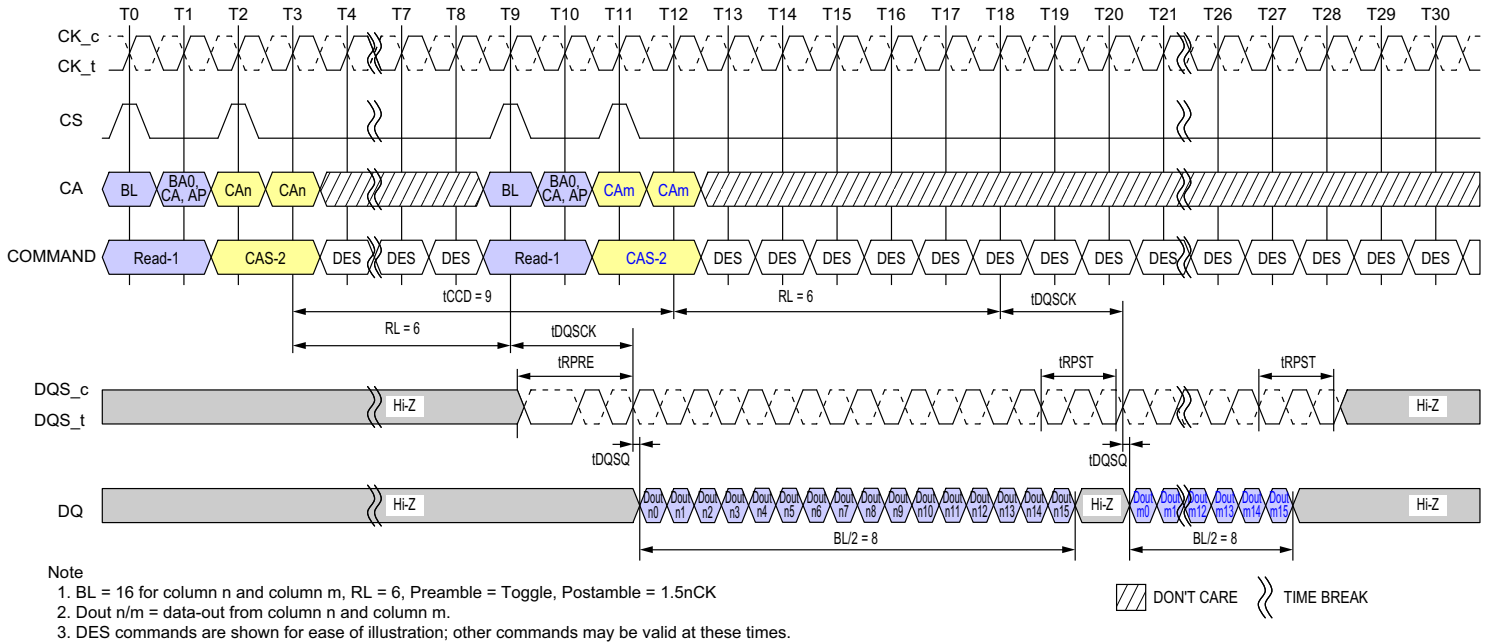 T0 T1 T2 T3 T4 T7 T8 T9 T10 T11 T12 T13 T14 T15 T16 T17 T18 T19 T20 T21 T26 T27 T28 T29 T30
CK_c
CK_t
CS
CA BL BA0, CA, AP CAn CAn BL BA0, CA, AP CAm CAm
COMMAND Read-1 CAS-2 DES DES DES Read-1 CAS-2 DES DES DES DES DES DES DES DES DES DES DES DES DES DES
tCCD = 9 RL = 6 tDQSCK
RL = 6 tDQSCK
tRPRE tRPST tRPST
DQS_c
DQS_t Hi-Z Hi-Z
tDQSQ tDQSQ
DQ Hi-Z Dout n0 Dout n1 Dout n2 Dout n3 Dout n4 Dout n5 Dout n6 Dout n7 Dout n8 Dout n9 Dout n10 Dout n11 Dout n12 Dout n13 Dout n14 Dout n15 Hi-Z Dout m0 Dout m1 Dout m12 Dout m13 Dout m14 Dout m15 Hi-Z
BL/2 = 8 BL/2 = 8
Note
1. BL = 16 for column n and column m, RL = 6, Preamble = Toggle, Postamble = 1.5nCK
2. Dout n/m = data-out from column n and column m.
3. DES commands are shown for ease of illustration; other commands may be valid at these times.
DON'T CARE TIME BREAK